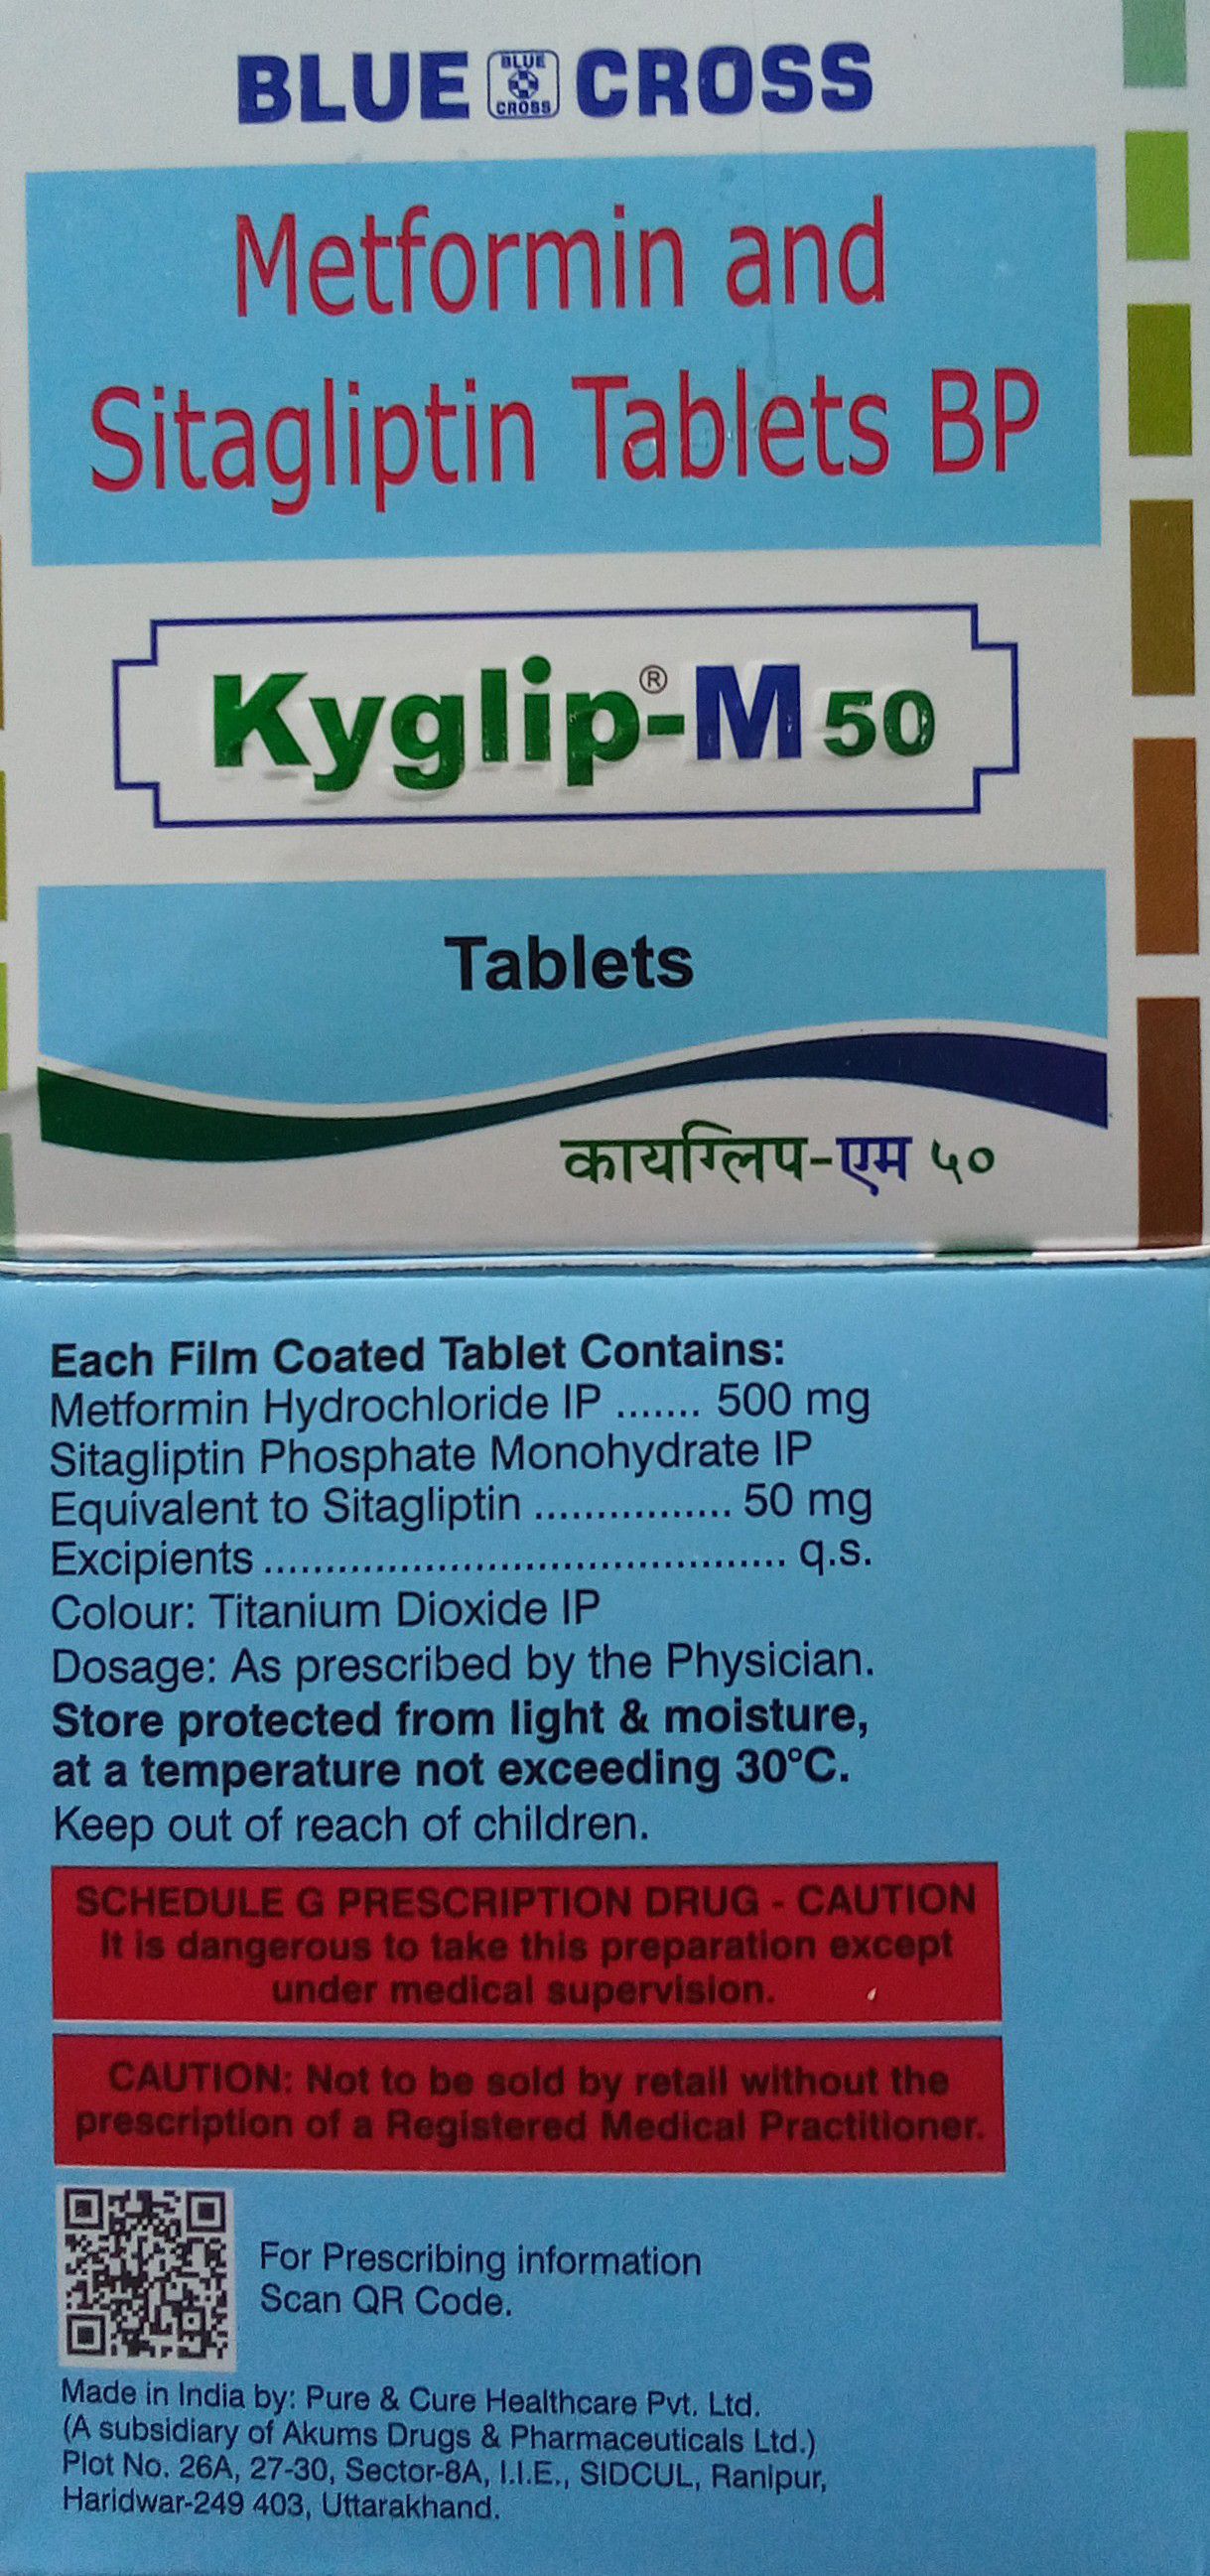 BLUE BLUE CROSS CROSS
Metformin and
Sitagliptin Tablets BP
Kyglip®-M 50
Tablets
कायग्लिप-एम ५०
Each Film Coated Tablet Contains:
Metformin Hydrochloride IP ....... 500 mg
Sitagliptin Phosphate Monohydrate IP
Equivalent to Sitagliptin ................ 50 mg
Excipients .......................................... q.s.
Colour: Titanium Dioxide IP
Dosage: As prescribed by the Physician.
Store protected from light & moisture,
at a temperature not exceeding 30°C.
Keep out of reach of children.
SCHEDULE G PRESCRIPTION DRUG - CAUTION
It is dangerous to take this preparation except
under medical supervision.
CAUTION: Not to be sold by retail without the
prescription of a Registered Medical Practitioner.
For Prescribing information
Scan QR Code.
Made in India by: Pure & Cure Healthcare Pvt. Ltd.
(A subsidiary of Akums Drugs & Pharmaceuticals Ltd.)
Plot No. 26A, 27-30, Sector-8A, I.I.E., SIDCUL, Ranipur,
Haridwar-249 403, Uttarakhand.